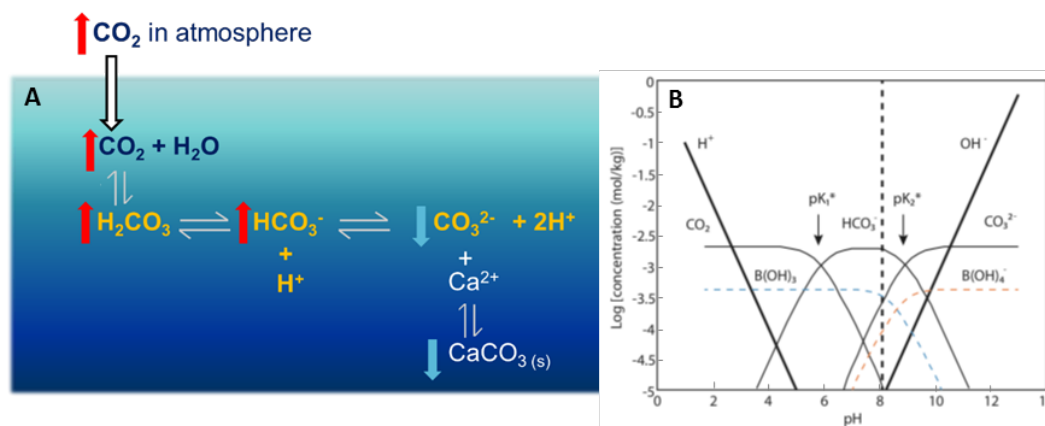 CO₂ in atmosphere
A
CO₂ + H₂O
H₂CO₃
HCO₃⁻
CO₃²⁻ + 2H⁺
+
H⁺
+
Ca²⁺
CaCO₃ (s)
B
0
-0.5
-1
-1.5
-2
-2.5
-3
-3.5
-4
-4.5
-5
Log [concentration (mol/kg)]
H⁺
OH⁻
pK₁*
pK₂*
CO₂
HCO₃⁻
CO₃²⁻
B(OH)₃
B(OH)₄⁻
0 2 4 6 8 10 12 14
pH